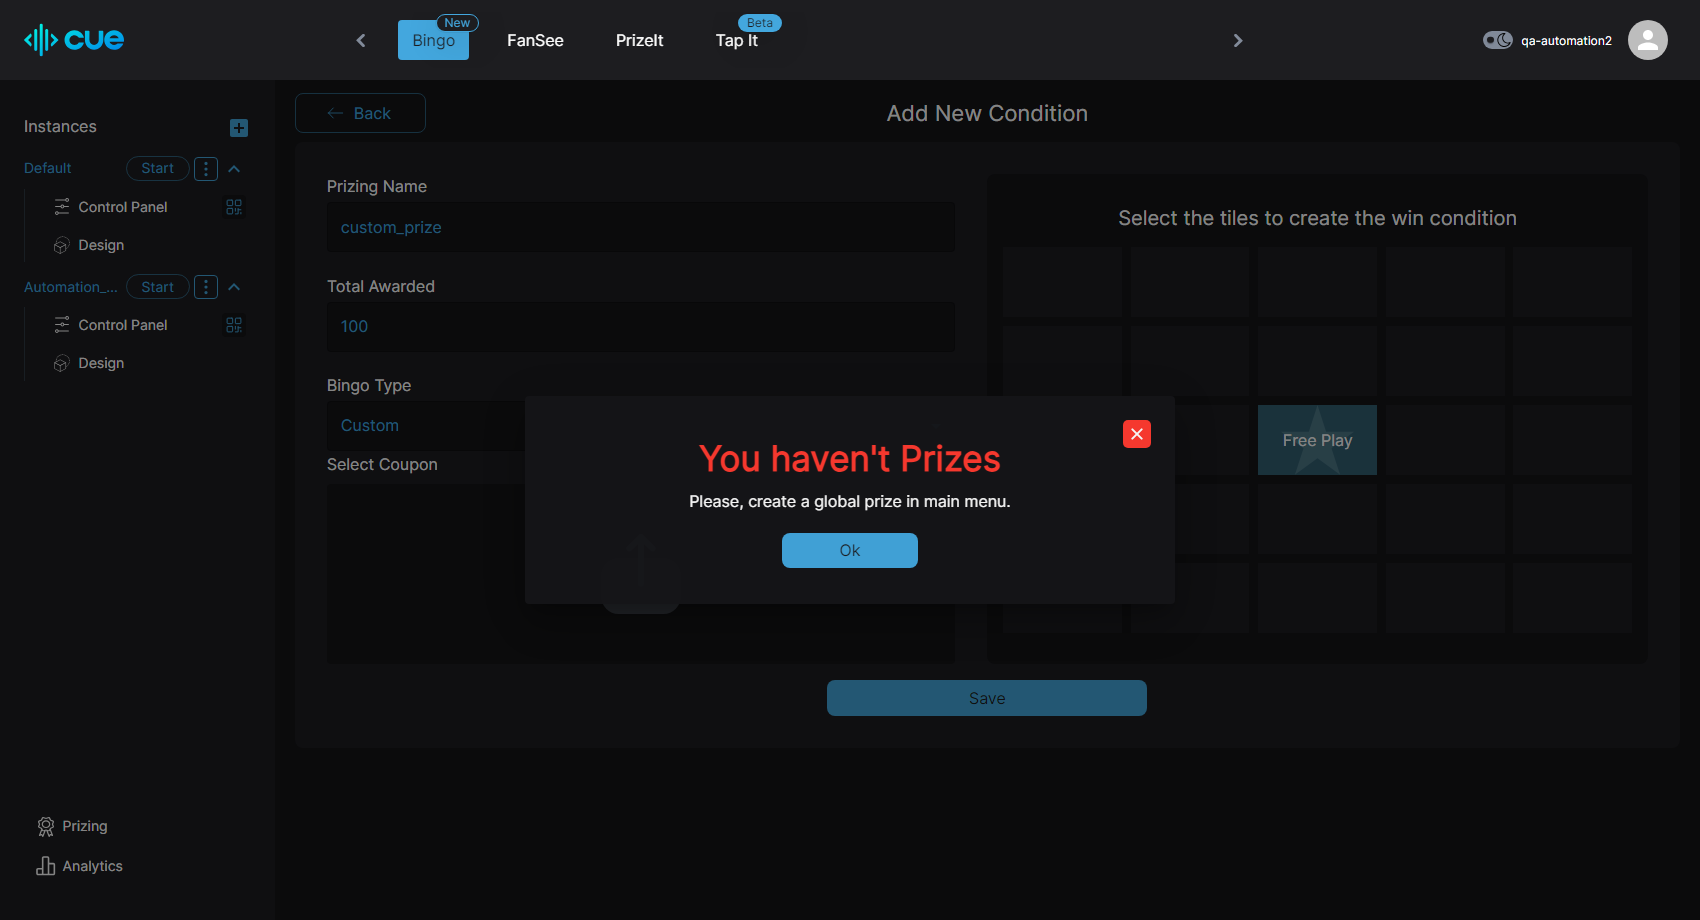 cue
New
Bingo
FanSee
PrizeIt
Beta
Tap It
qa-automation2
Instances
Default
Start
Control Panel
Design
Automation_...
Start
Control Panel
Design
Prizing
Analytics
Back
Add New Condition
Prizing Name
custom_prize
Total Awarded
100
Bingo Type
Custom
Select Coupon
Select the tiles to create the win condition
Free Play
You haven't Prizes
Please, create a global prize in main menu.
Ok
Save